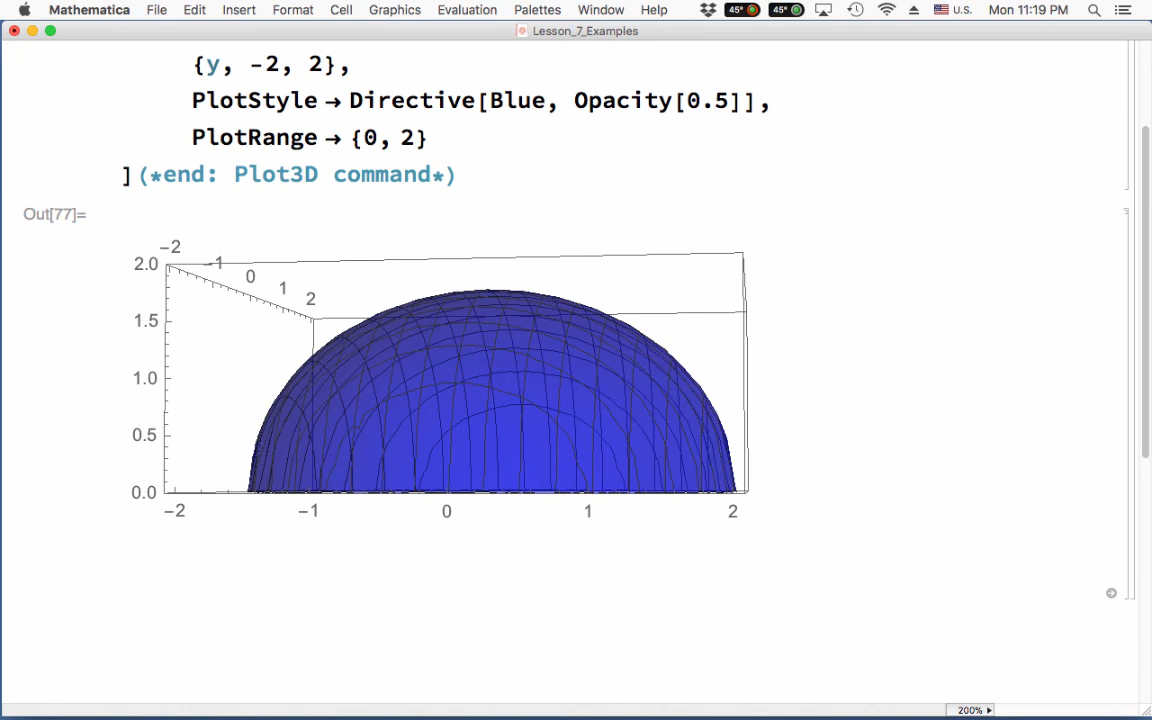 Mathematica File Edit Insert Format Cell Graphics Evaluation Palettes Window Help 45° 45° U.S. Mon 11:19 PM
Lesson_7_Examples
{y, -2, 2},
PlotStyle → Directive[Blue, Opacity[0.5]],
PlotRange → {0, 2}
](*end: Plot3D command*)
Out[77]=
-2
-1
0
1
2
2.0
1.5
1.0
0.5
0.0
-2 -1 0 1 2
200%